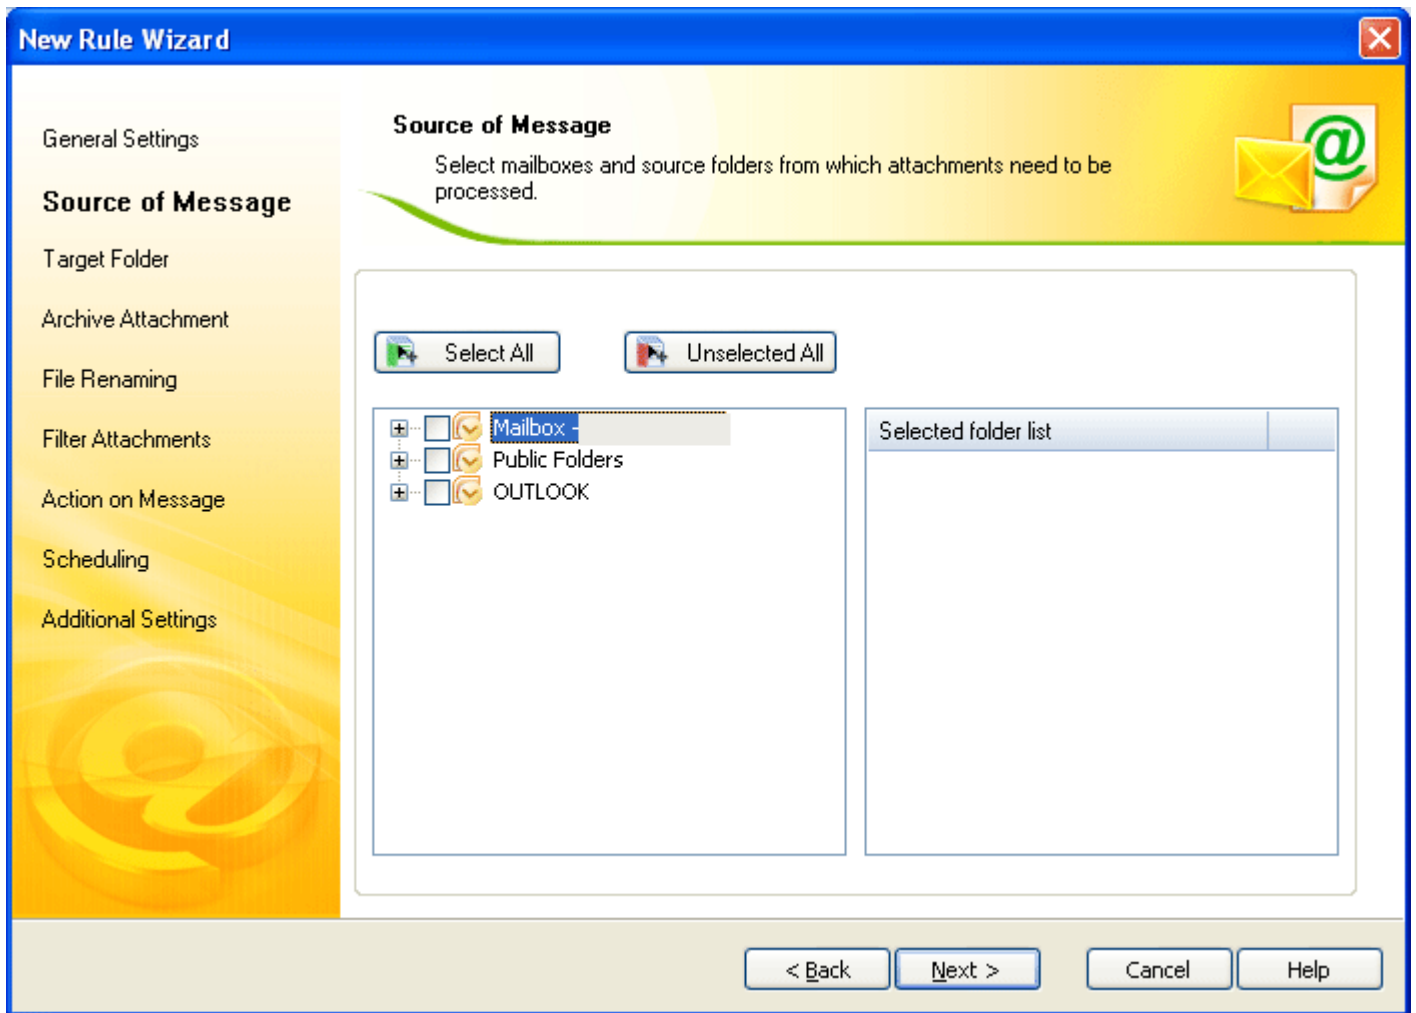 New Rule Wizard
General Settings
Source of Message
Target Folder
Archive Attachment
File Renaming
Filter Attachments
Action on Message
Scheduling
Additional Settings
Source of Message
Select mailboxes and source folders from which attachments need to be
processed.
Select All
Unselected All
Mailbox -
Public Folders
OUTLOOK
Selected folder list
< Back
Next >
Cancel
Help